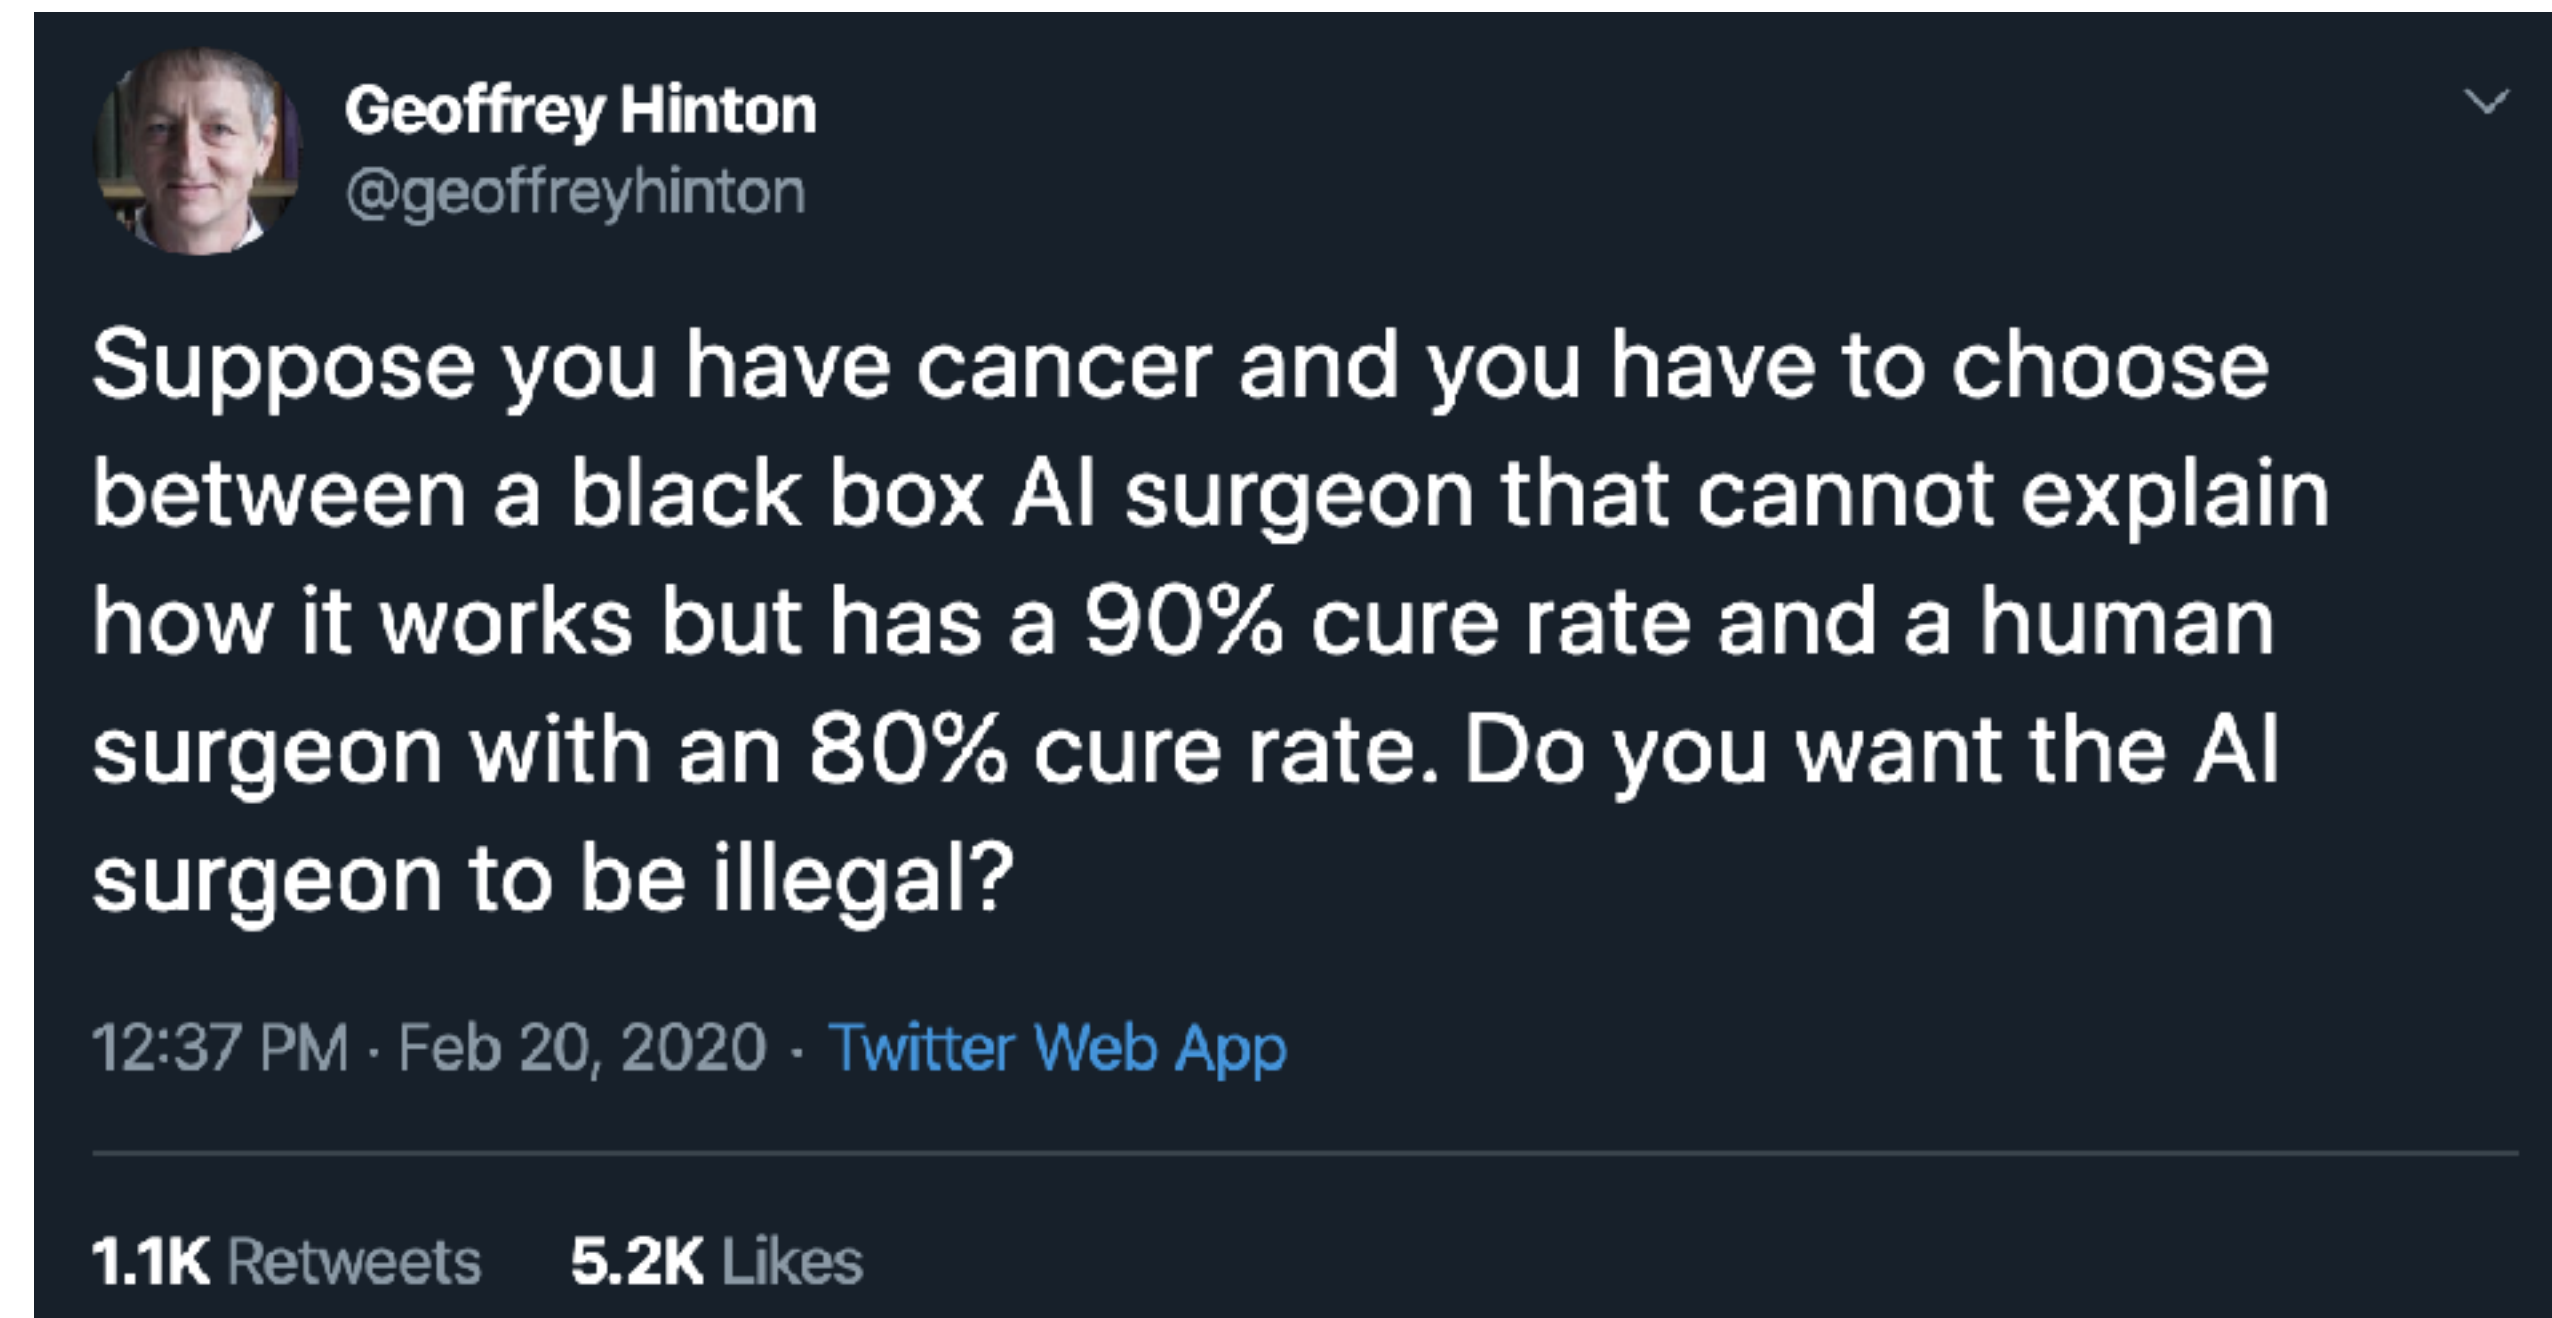 Geoffrey Hinton
@geoffreyhinton
Suppose you have cancer and you have to choose
between a black box AI surgeon that cannot explain
how it works but has a 90% cure rate and a human
surgeon with an 80% cure rate. Do you want the AI
surgeon to be illegal?
12:37 PM · Feb 20, 2020 · Twitter Web App
1.1K Retweets 5.2K Likes